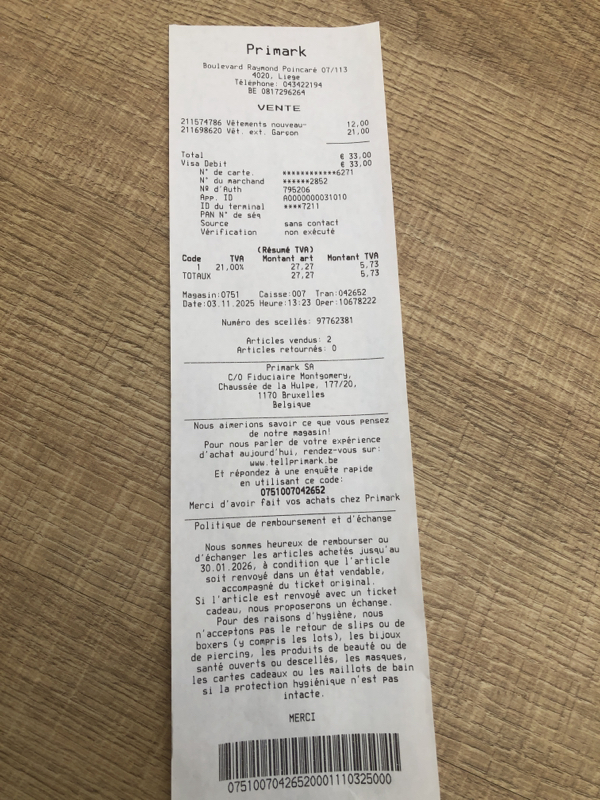 Primark
Boulevard Raymond Poincaré 07/113
4020, Liege
Téléphone: 043422194
BE 0817296264
VENTE
211574786 Vêtements nouveau- 12,00
211698620 Vêt. ext. Garçon 21,00
Total € 33,00
Visa Debit € 33,00
N° de carte. ************6271
N° du marchand ******2852
Nº d'Auth 795206
App. ID A0000000031010
ID du terminal ****7211
PAN N° de séq
Source sans contact
Vérification non exécuté
(Résumé TVA)
Code TVA Montant art Montant TVA
1 21,00% 27,27 5,73
TOTAUX 27,27 5,73
Magasin:0751 Caisse:007 Tran:042652
Date:03.11.2025 Heure:13:23 Oper:10678222
Numéro des scellés: 97762381
Articles vendus: 2
Articles retournés: 0
Primark SA
C/O Fiduciaire Montgomery,
Chaussée de la Hulpe, 177/20,
1170 Bruxelles
Belgique
Nous aimerions savoir ce que vous pensez
de notre magasin!
Pour nous parler de votre expérience
d'achat aujourd'hui, rendez-vous sur:
www.tellprimark.be
Et répondez à une enquête rapide
en utilisant ce code:
0751007042652
Merci d'avoir fait vos achats chez Primark
Politique de remboursement et d'échange
Nous sommes heureux de rembourser ou
d'échanger les articles achetés jusqu'au
30.01.2026, à condition que l'article
soit renvoyé dans un état vendable,
accompagné du ticket original.
Si l'article est renvoyé avec un ticket
cadeau, nous proposerons un échange.
Pour des raisons d'hygiène, nous
n'acceptons pas le retour de slips ou de
boxers (y compris les lots), les bijoux
de piercing, les produits de beauté ou de
santé ouverts ou descellés, les masques,
les cartes cadeaux ou les maillots de bain
si la protection hygiénique n'est pas
intacte.
MERCI
07510070426520001110325000